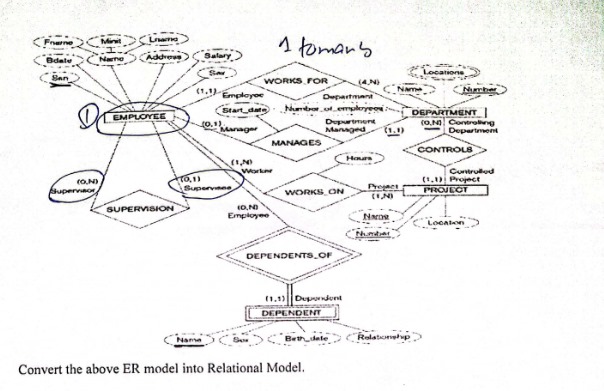 1 tomany
Fname Minit Lname
Bdate Name Address Salary
Ssn Sex
WORKS_FOR
(1,1) Employee
(4,N) Department
Locations
Name Number
1 EMPLOYEE
Start_date
Number_of_employees
DEPARTMENT
(0,1) Manager
MANAGES
Department Managed (1,1)
(0,N) Controlling Department
CONTROLS
(1,N) Worker
Hours
WORKS_ON
Project (1,N)
Controlled
(1,1) Project
PROJECT
(0,N) Supervisor
(0,1) Supervisee
SUPERVISION
(0,N) Employee
Name
Number
Location
DEPENDENTS_OF
(1,1) Dependent
DEPENDENT
Name Sex Birth_date Relationship
Convert the above ER model into Relational Model.